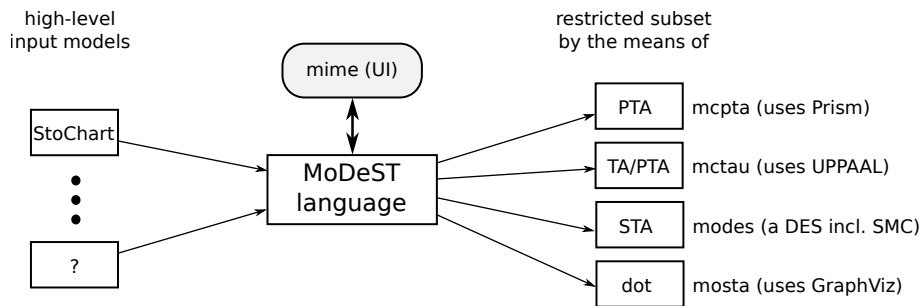 high-level
input models
restricted subset
by the means of
mime (UI)
StoChart
?
MoDeST
language
PTA
mcpta (uses Prism)
TA/PTA
mctau (uses UPPAAL)
STA
modes (a DES incl. SMC)
dot
mosta (uses GraphViz)